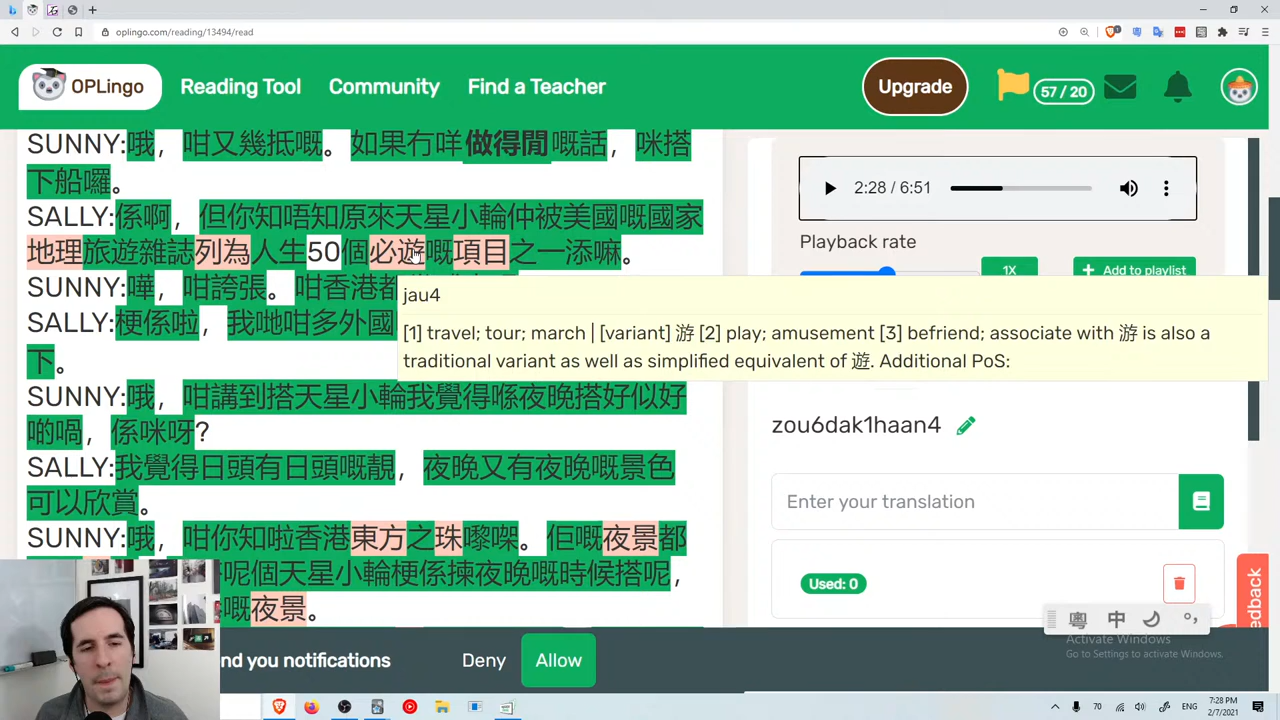 oplingo.com/reading/13494/read
OPLingo
Reading Tool
Community
Find a Teacher
Upgrade
57 / 20
SUNNY:哦，咁又幾抵嘅。如果冇咩做得閒嘅話，咪搭
下船囉。
SALLY:係啊，但你知唔知原來天星小輪仲被美國嘅國家
地理旅遊雜誌列為人生50個必遊嘅項目之一添嘛。
SUNNY:嘩，咁誇張。咁香港都
SALLY:梗係啦，我哋咁多外國
下。
SUNNY:哦，咁講到搭天星小輪我覺得喺夜晚搭好似好
啲喎，係咪呀?
SALLY:我覺得日頭有日頭嘅靚，夜晚又有夜晚嘅景色
可以欣賞。
SUNNY:哦，咁你知啦香港東方之珠嚟㗎。佢嘅夜景都
呢個天星小輪梗係揀夜晚嘅時候搭呢，
嘅夜景。
jau4
[1] travel; tour; march | [variant] 游 [2] play; amusement [3] befriend; associate with 游 is also a
traditional variant as well as simplified equivalent of 遊. Additional PoS:
2:28 / 6:51
Playback rate
1X
Add to playlist
zou6dak1haan4
Enter your translation
Used: 0
edback
粵 中
Activate Windows
Go to Settings to activate Windows.
nd you notifications
Deny
Allow
70
ENG
7:28 PM
2/7/2021